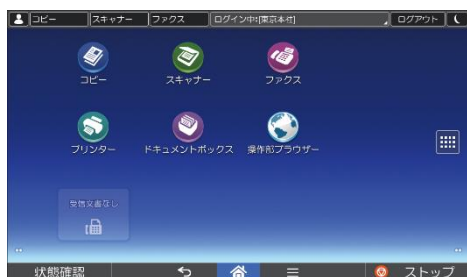 コピー スキャナー ファクス ログイン中:[東京本社] ログアウト
コピー スキャナー ファクス
プリンター ドキュメントボックス 操作部ブラウザー
受信文書なし
状態確認 ストップ